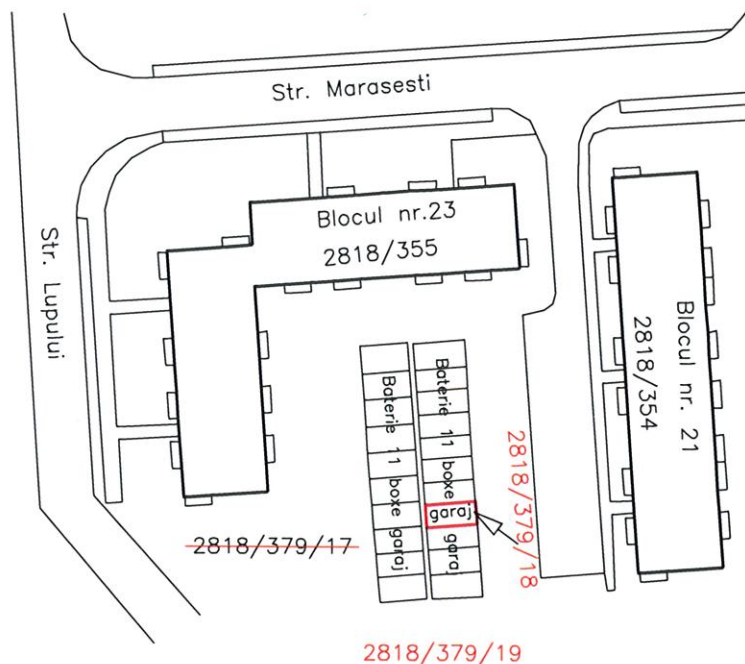 Str. Marasesti
Blocul nr.23
2818/355
Str. Lupului
Blocul nr. 21
2818/354
Baterie 11 boxe garaj
Baterie 11 boxe garaj
garaj
2818/379/18
2818/379/17
2818/379/19